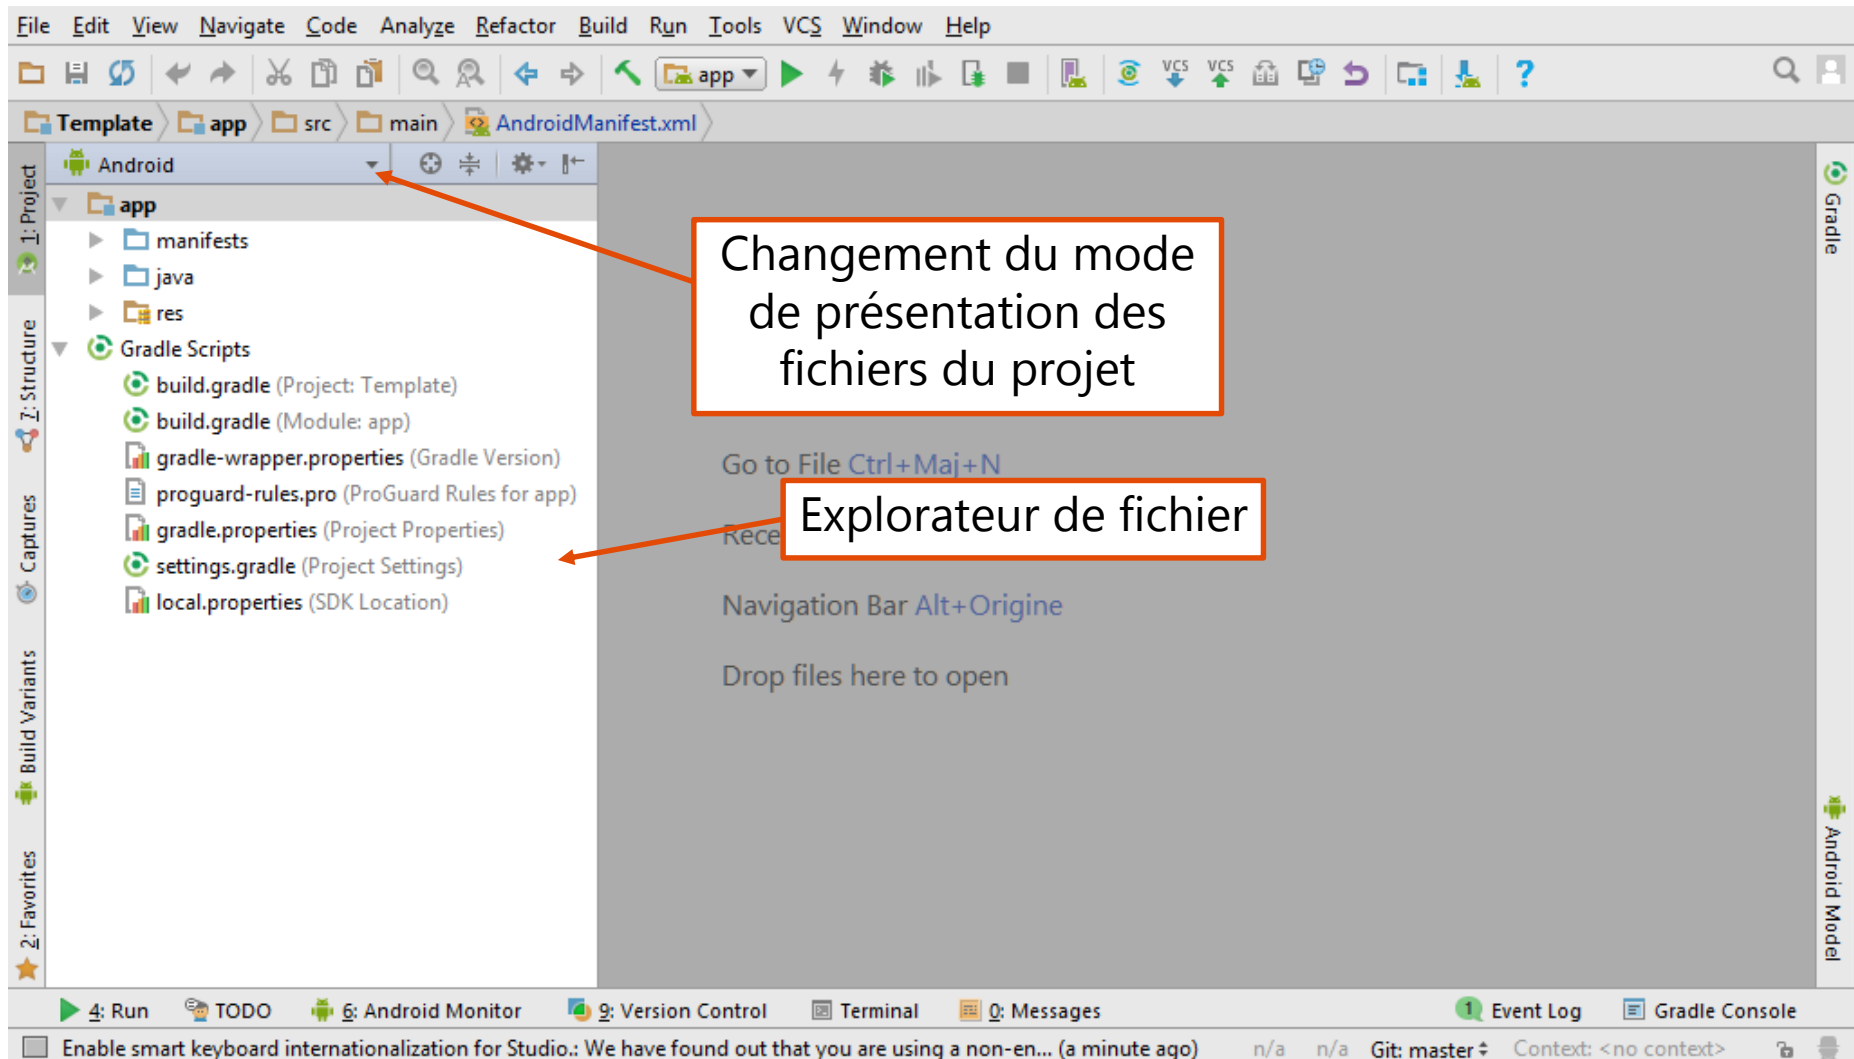 File Edit View Navigate Code Analyze Refactor Build Run Tools VCS Window Help
app VCS VCS ?
Template app src main AndroidManifest.xml
Android
1: Project
7: Structure
Captures
Build Variants
2: Favorites
app
manifests
java
res
Gradle Scripts
build.gradle (Project: Template)
build.gradle (Module: app)
gradle-wrapper.properties (Gradle Version)
proguard-rules.pro (ProGuard Rules for app)
gradle.properties (Project Properties)
settings.gradle (Project Settings)
local.properties (SDK Location)
Changement du mode
de présentation des
fichiers du projet
Go to File Ctrl+Maj+N
Explorateur de fichier
Rece
Navigation Bar Alt+Origine
Drop files here to open
Gradle
Android Model
4: Run TODO 6: Android Monitor 9: Version Control Terminal 0: Messages 1 Event Log Gradle Console
Enable smart keyboard internationalization for Studio.: We have found out that you are using a non-en... (a minute ago) n/a n/a Git: master Context: <no context>